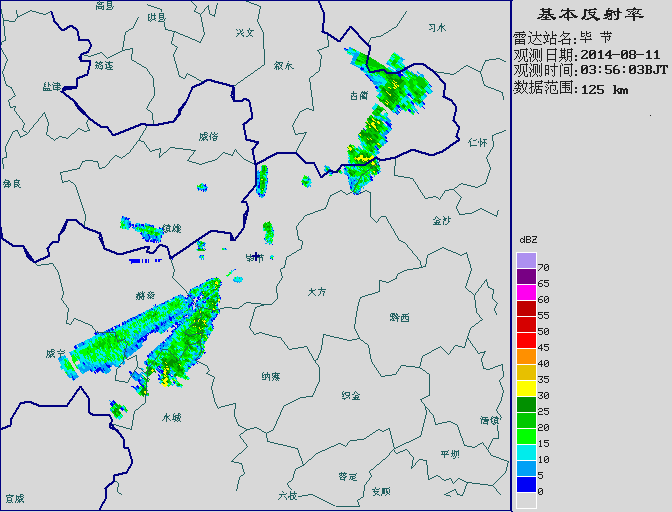 基本反射率
雷达站名:毕 节
观测日期:2014-08-11
观测时间:03:56:03BJT
数据范围:125 km
高县
珙县
兴文
习水
筠连
叙水
盐津
古蔺
威信
仁怀
彝良
镇雄
金沙
毕节
赫章
大方
黔西
威宁
纳雍
织金
水城
清镇
平坝
普定
六枝
安顺
宣威
dBZ
70
65
60
55
50
45
40
35
30
25
20
15
10
5
0